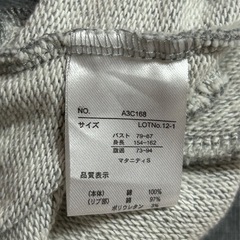 NO. A3C168
サイズ LOTNo.12-1
バスト 79-87
身長 154-162
腹囲 73-94
マタニティS
品質表示
(本体) 綿 100%
(リブ部) 綿 97%
ポリウレタン 3%